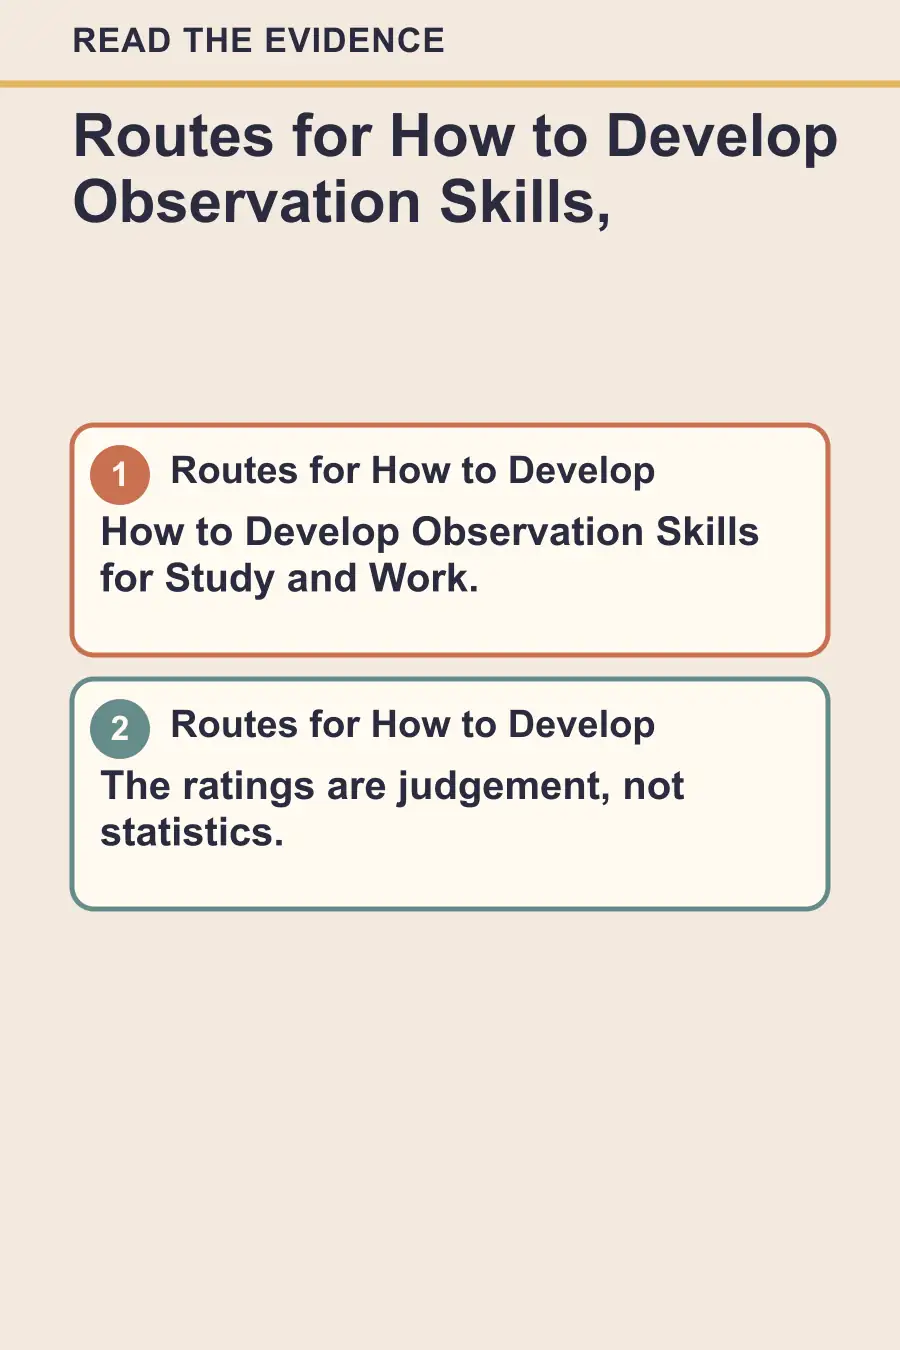 READ THE EVIDENCE
Routes for How to Develop
Observation Skills,
1 Routes for How to Develop
How to Develop Observation Skills
for Study and Work.
2 Routes for How to Develop
The ratings are judgement, not
statistics.